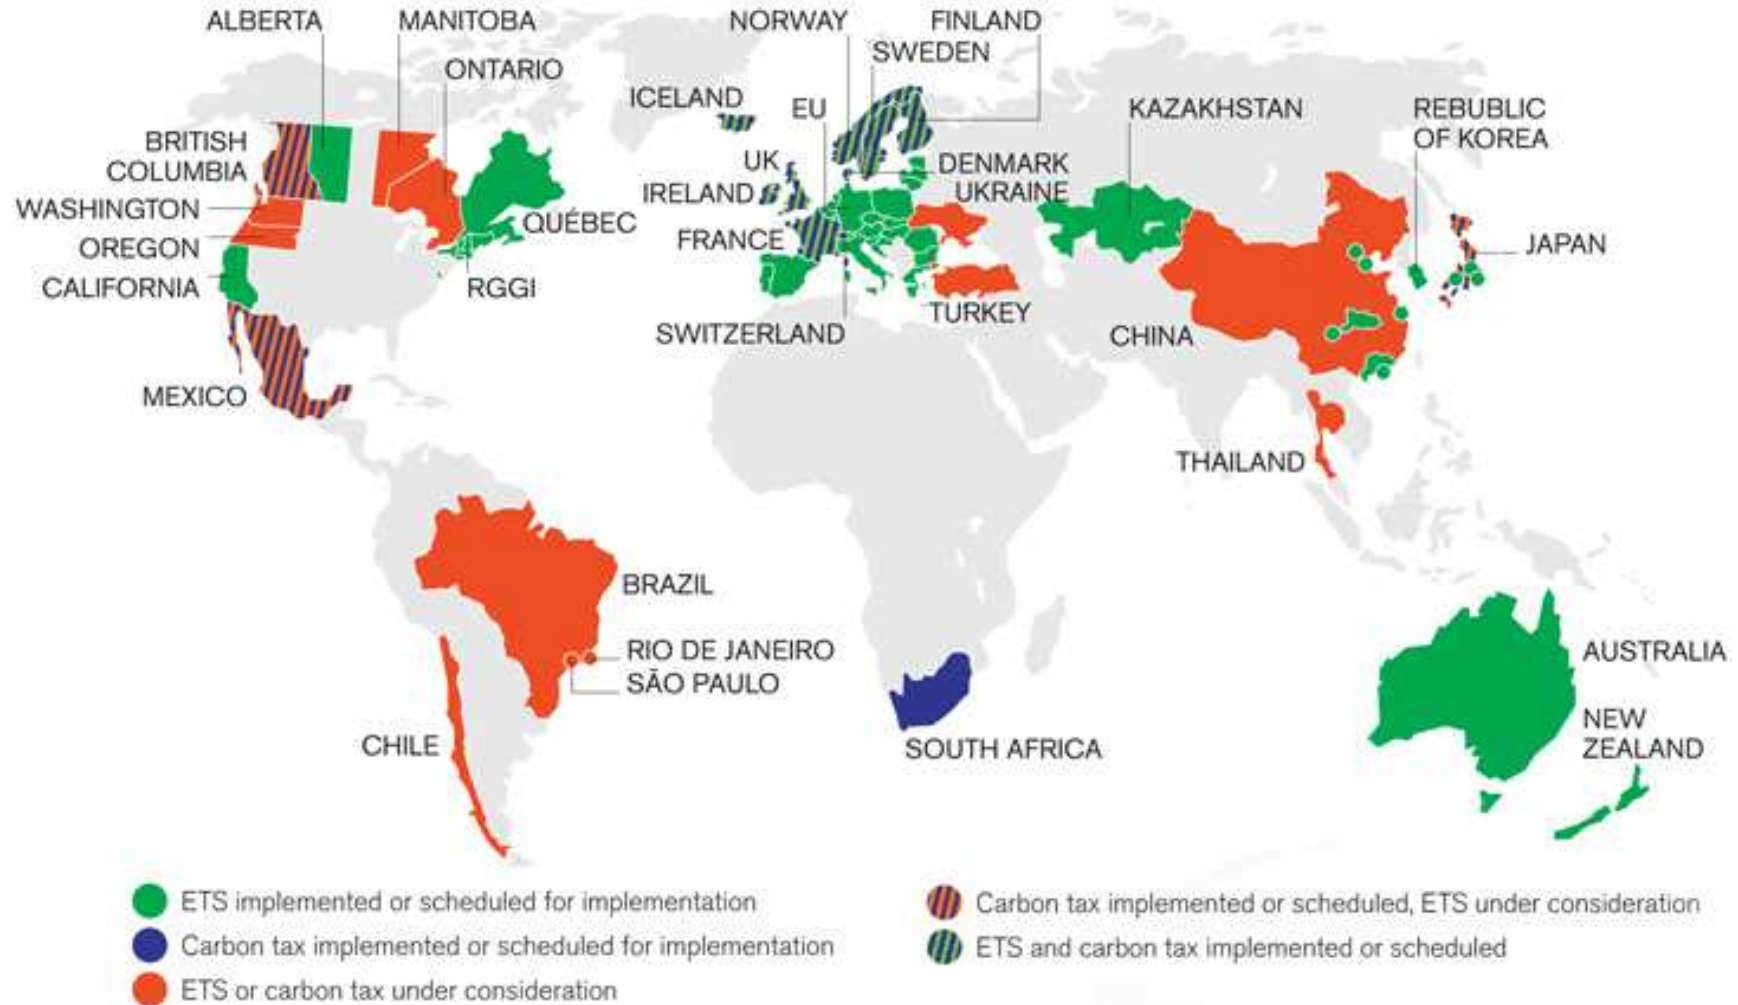 ALBERTA
MANITOBA
ONTARIO
NORWAY
FINLAND
SWEDEN
ICELAND
EU
KAZAKHSTAN
REBUBLIC
OF KOREA
BRITISH
COLUMBIA
UK
DENMARK
IRELAND
UKRAINE
WASHINGTON
QUÉBEC
OREGON
FRANCE
JAPAN
CALIFORNIA
RGGI
SWITZERLAND
TURKEY
CHINA
MEXICO
THAILAND
BRAZIL
RIO DE JANEIRO
SÃO PAULO
AUSTRALIA
CHILE
SOUTH AFRICA
NEW
ZEALAND
ETS implemented or scheduled for implementation
Carbon tax implemented or scheduled for implementation
ETS or carbon tax under consideration
Carbon tax implemented or scheduled, ETS under consideration
ETS and carbon tax implemented or scheduled